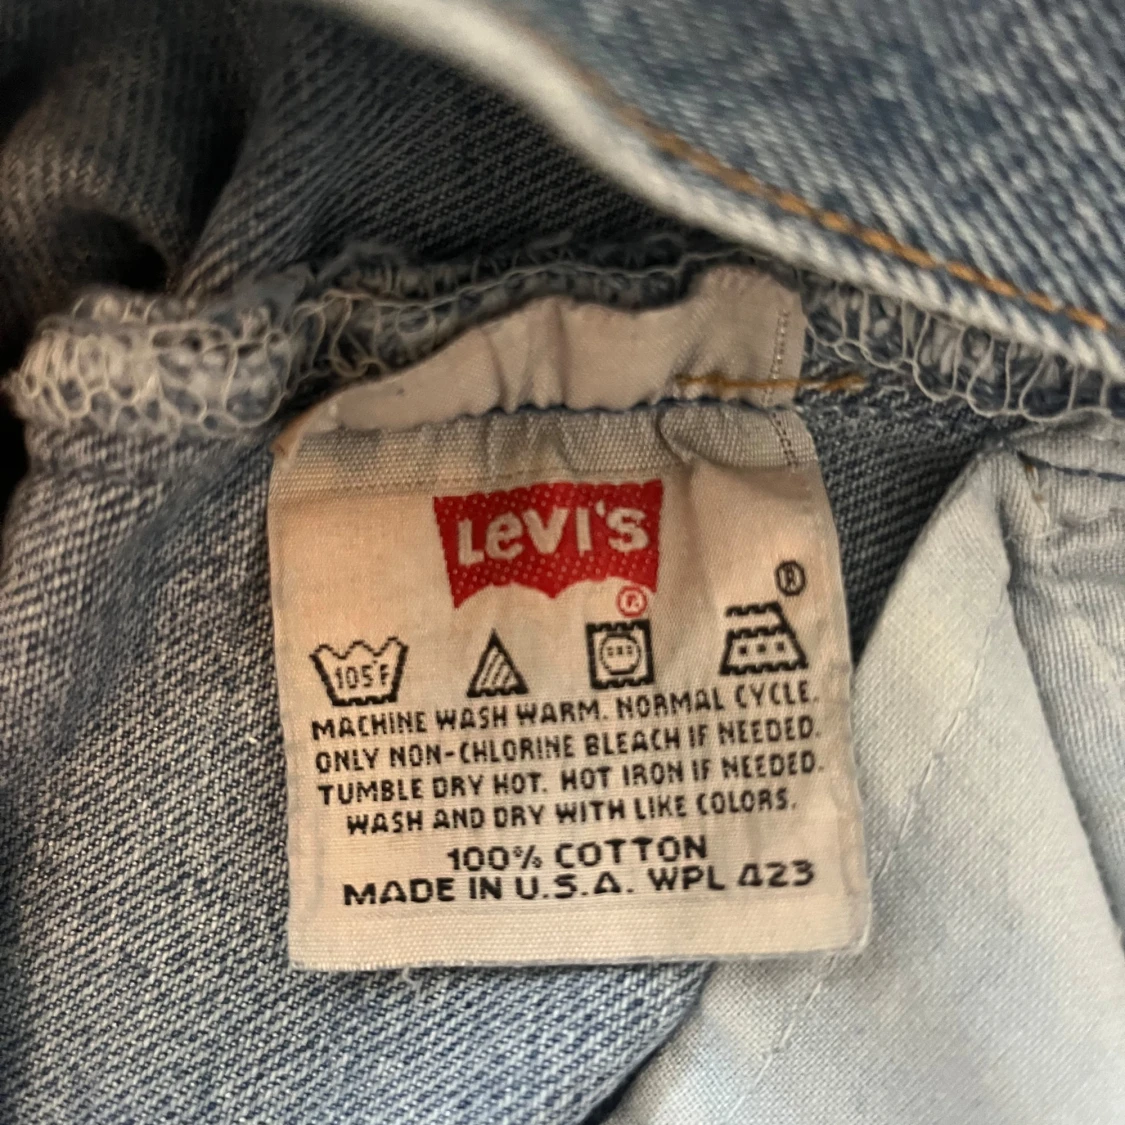 LEVI'S
®
®
105°F
MACHINE WASH WARM. NORMAL CYCLE.
ONLY NON-CHLORINE BLEACH IF NEEDED.
TUMBLE DRY HOT. HOT IRON IF NEEDED.
WASH AND DRY WITH LIKE COLORS.
100% COTTON
MADE IN U.S.A. WPL 423